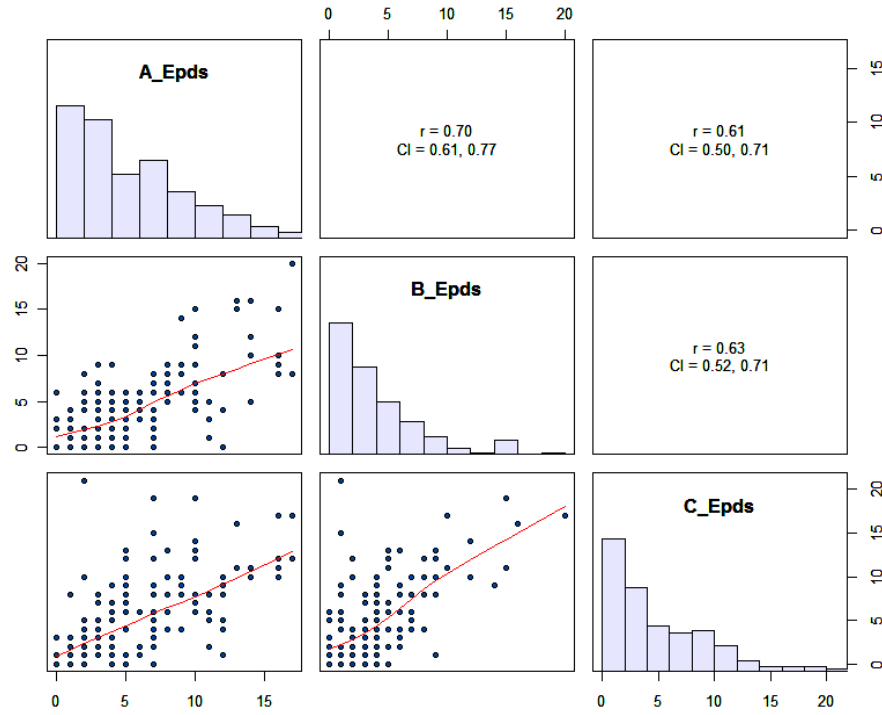 0 5 10 15 20
A_Epds
r = 0.70
CI = 0.61, 0.77
r = 0.61
CI = 0.50, 0.71
15
10
5
0
20
15
10
5
0
B_Epds
r = 0.63
CI = 0.52, 0.71
C_Epds
20
15
10
5
0
0 5 10 15
0 5 10 15 20